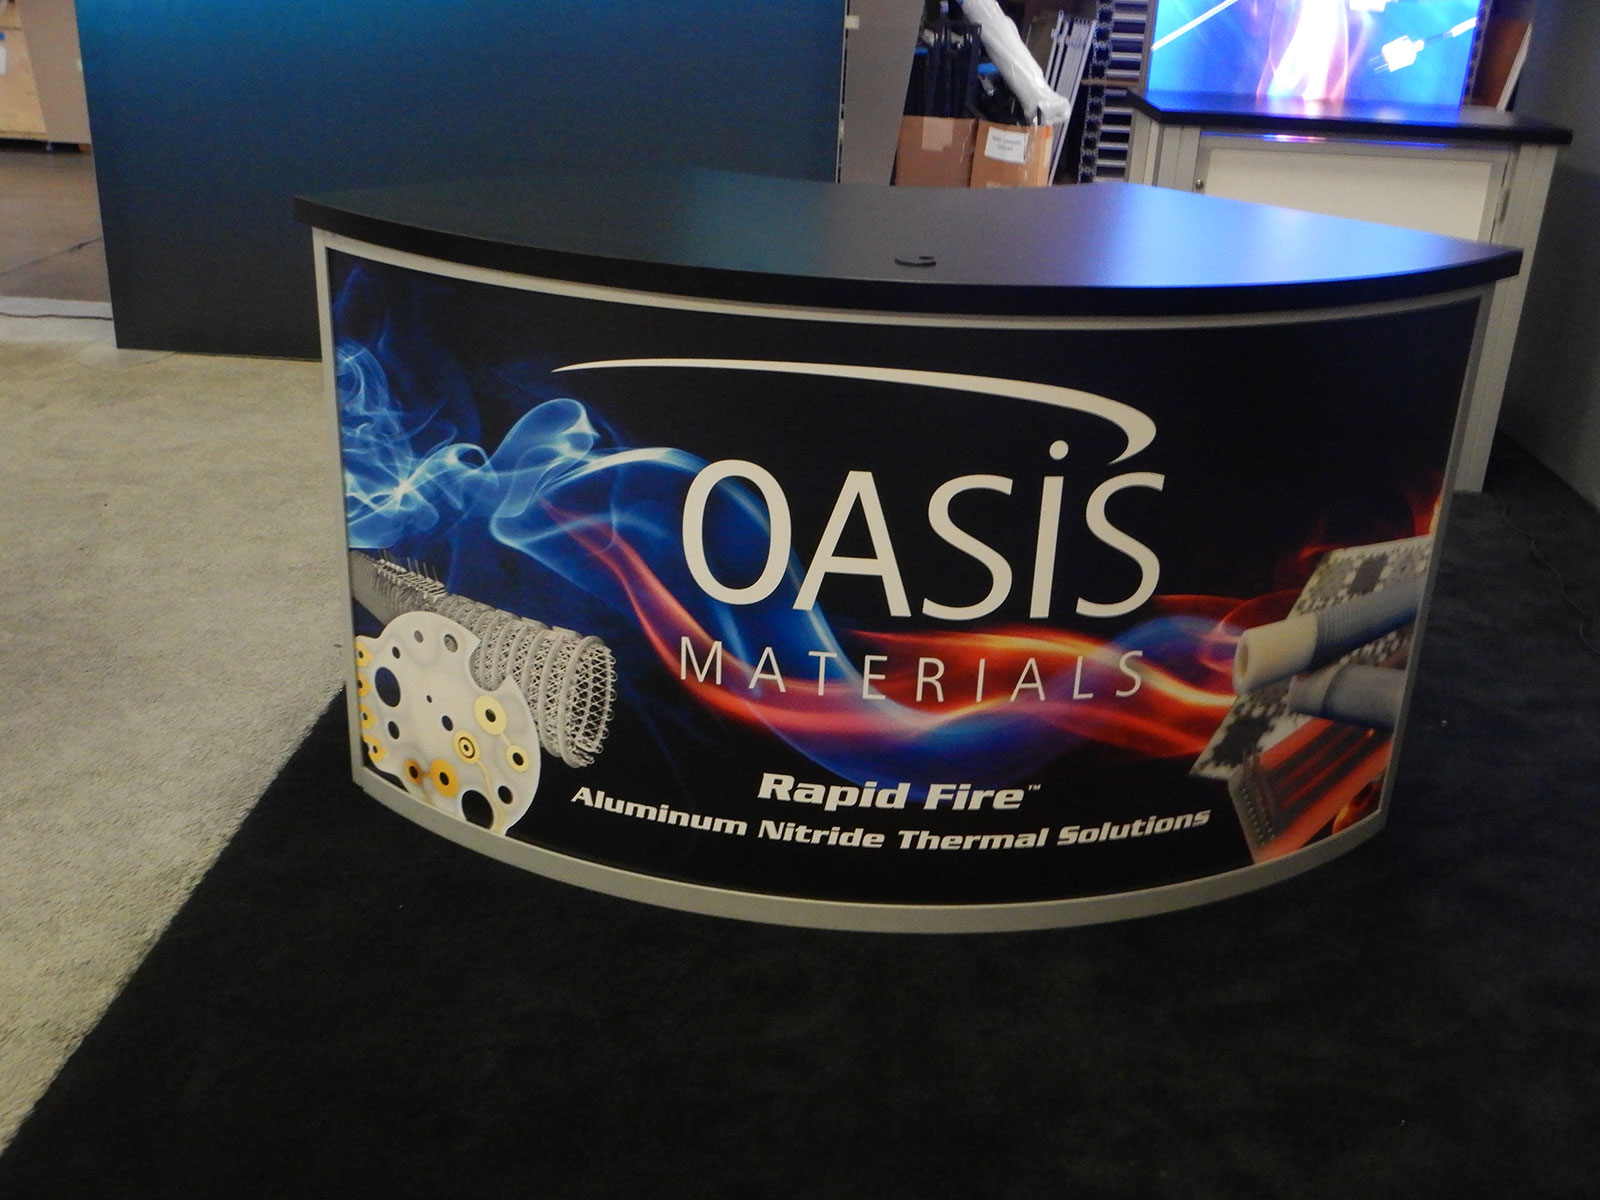 OASiS
MATERIALS
Rapid Fire™
Aluminum Nitride Thermal Solutions